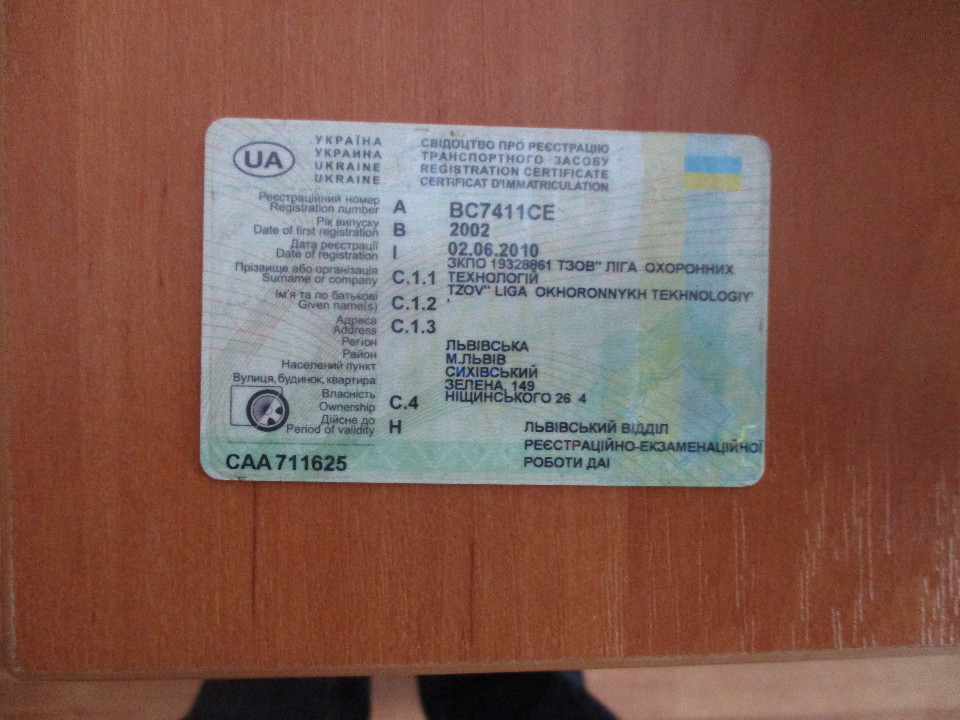 UA
УКРАЇНА
УКРАИНА
UKRAINE
UKRAINE
СВІДОЦТВО ПРО РЕЄСТРАЦІЮ
ТРАНСПОРТНОГО ЗАСОБУ
REGISTRATION CERTIFICATE
CERTIFICAT D'IMMATRICULATION
Реєстраційний номер
Registration number A BC7411CE
Рік випуску
Date of first registration B 2002
Дата реєстрації
Date of registration I 02.06.2010
Прізвище або організація
Surname or company C.1.1
ЗКПО 19328861 ТЗОВ" ЛІГА ОХОРОННИХ
ТЕХНОЛОГІЙ
TZOV" LIGA OKHORONNYKH TEKHNOLOGIY'
'
Ім'я та по батькові
Given name(s) C.1.2
Адреса
Address C.1.3
Регіон ЛЬВІВСЬКА
Район М.ЛЬВІВ
Населений пункт СИХІВСЬКИЙ
Вулиця, будинок, квартира ЗЕЛЕНА, 149
НІЩИНСЬКОГО 26 4
Власність
Ownership C.4
Дійсне до
Period of validity H
ЛЬВІВСЬКИЙ ВІДДІЛ
РЕЄСТРАЦІЙНО-ЕКЗАМЕНАЦІЙНОЇ
РОБОТИ ДАІ
CAA 711625